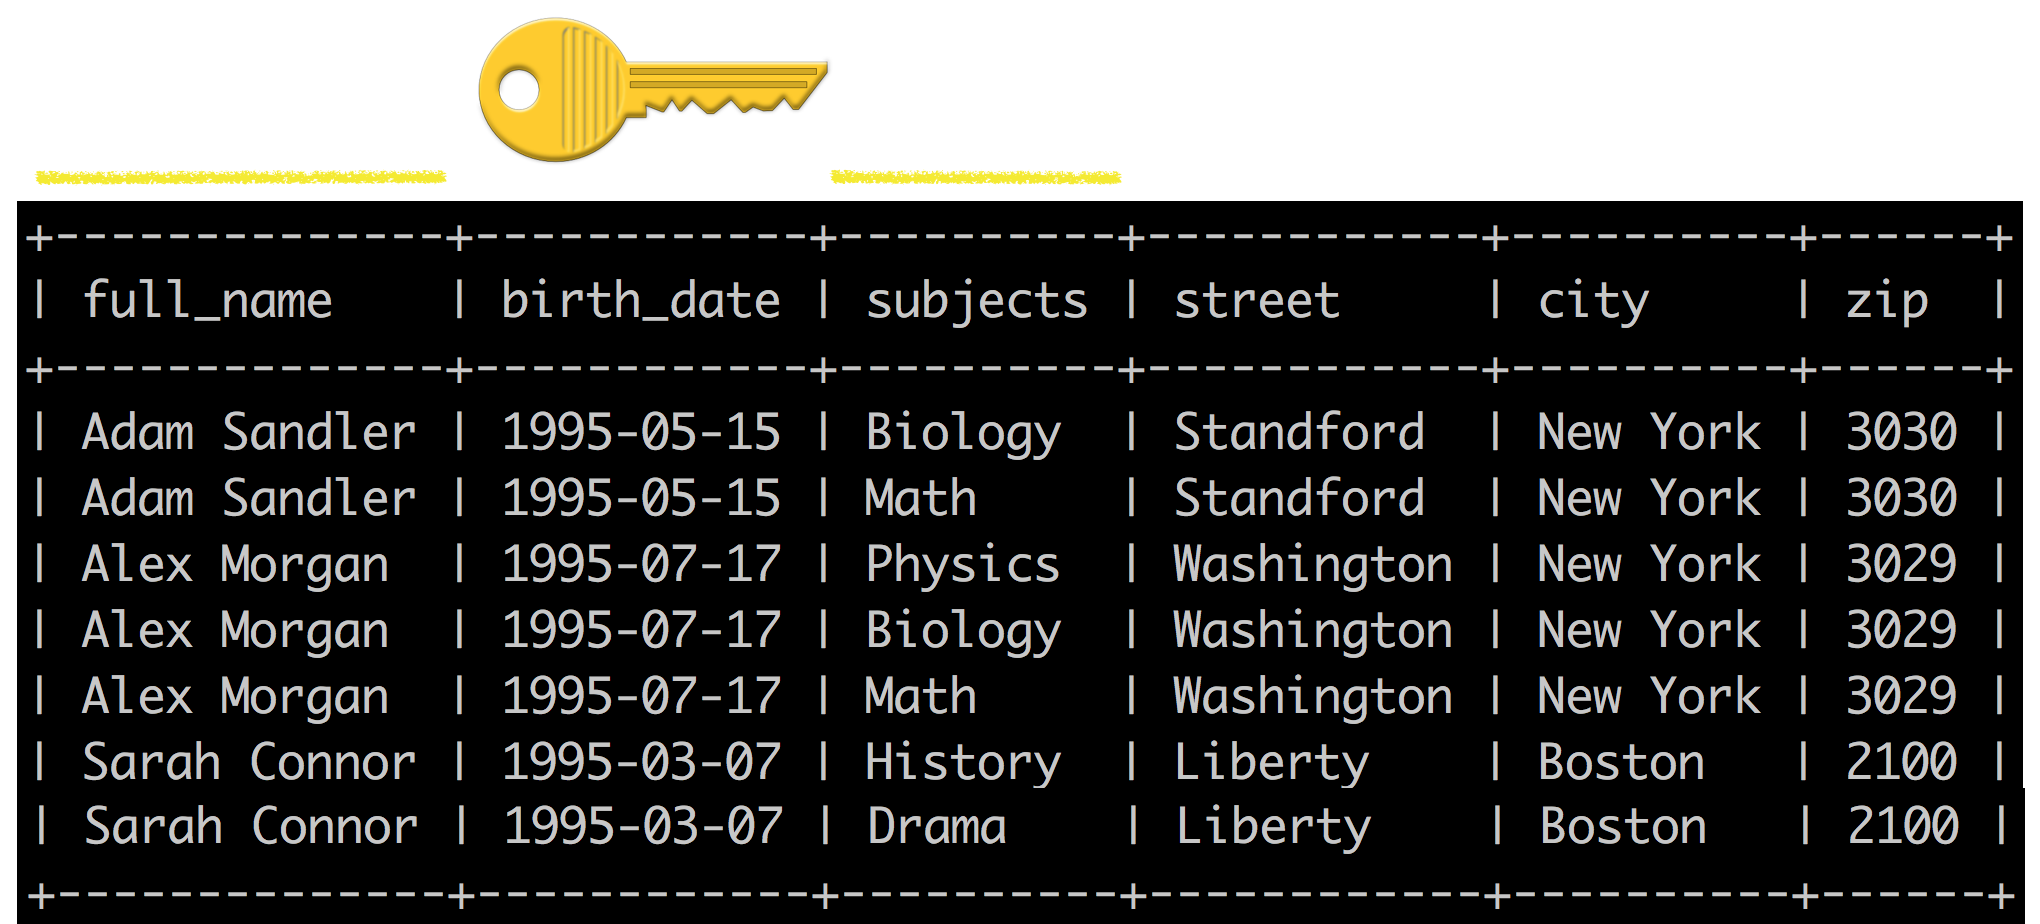 +--------------+------------+----------+------------+----------+------+
| full_name    | birth_date | subjects | street     | city     | zip  |
+--------------+------------+----------+------------+----------+------+
| Adam Sandler | 1995-05-15 | Biology  | Standford  | New York | 3030 |
| Adam Sandler | 1995-05-15 | Math     | Standford  | New York | 3030 |
| Alex Morgan  | 1995-07-17 | Physics  | Washington | New York | 3029 |
| Alex Morgan  | 1995-07-17 | Biology  | Washington | New York | 3029 |
| Alex Morgan  | 1995-07-17 | Math     | Washington | New York | 3029 |
| Sarah Connor | 1995-03-07 | History  | Liberty    | Boston   | 2100 |
| Sarah Connor | 1995-03-07 | Drama    | Liberty    | Boston   | 2100 |
+--------------+------------+----------+------------+----------+------+